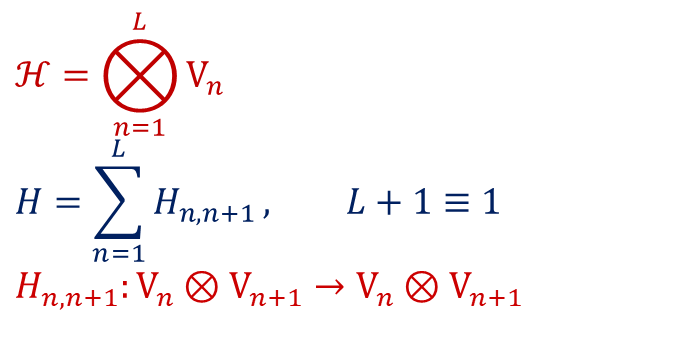 ℋ = ⨂_{n=1}^{L} V_n
H = ∑_{n=1}^{L} H_{n,n+1} , L + 1 ≡ 1
H_{n,n+1}: V_n ⊗ V_{n+1} → V_n ⊗ V_{n+1}